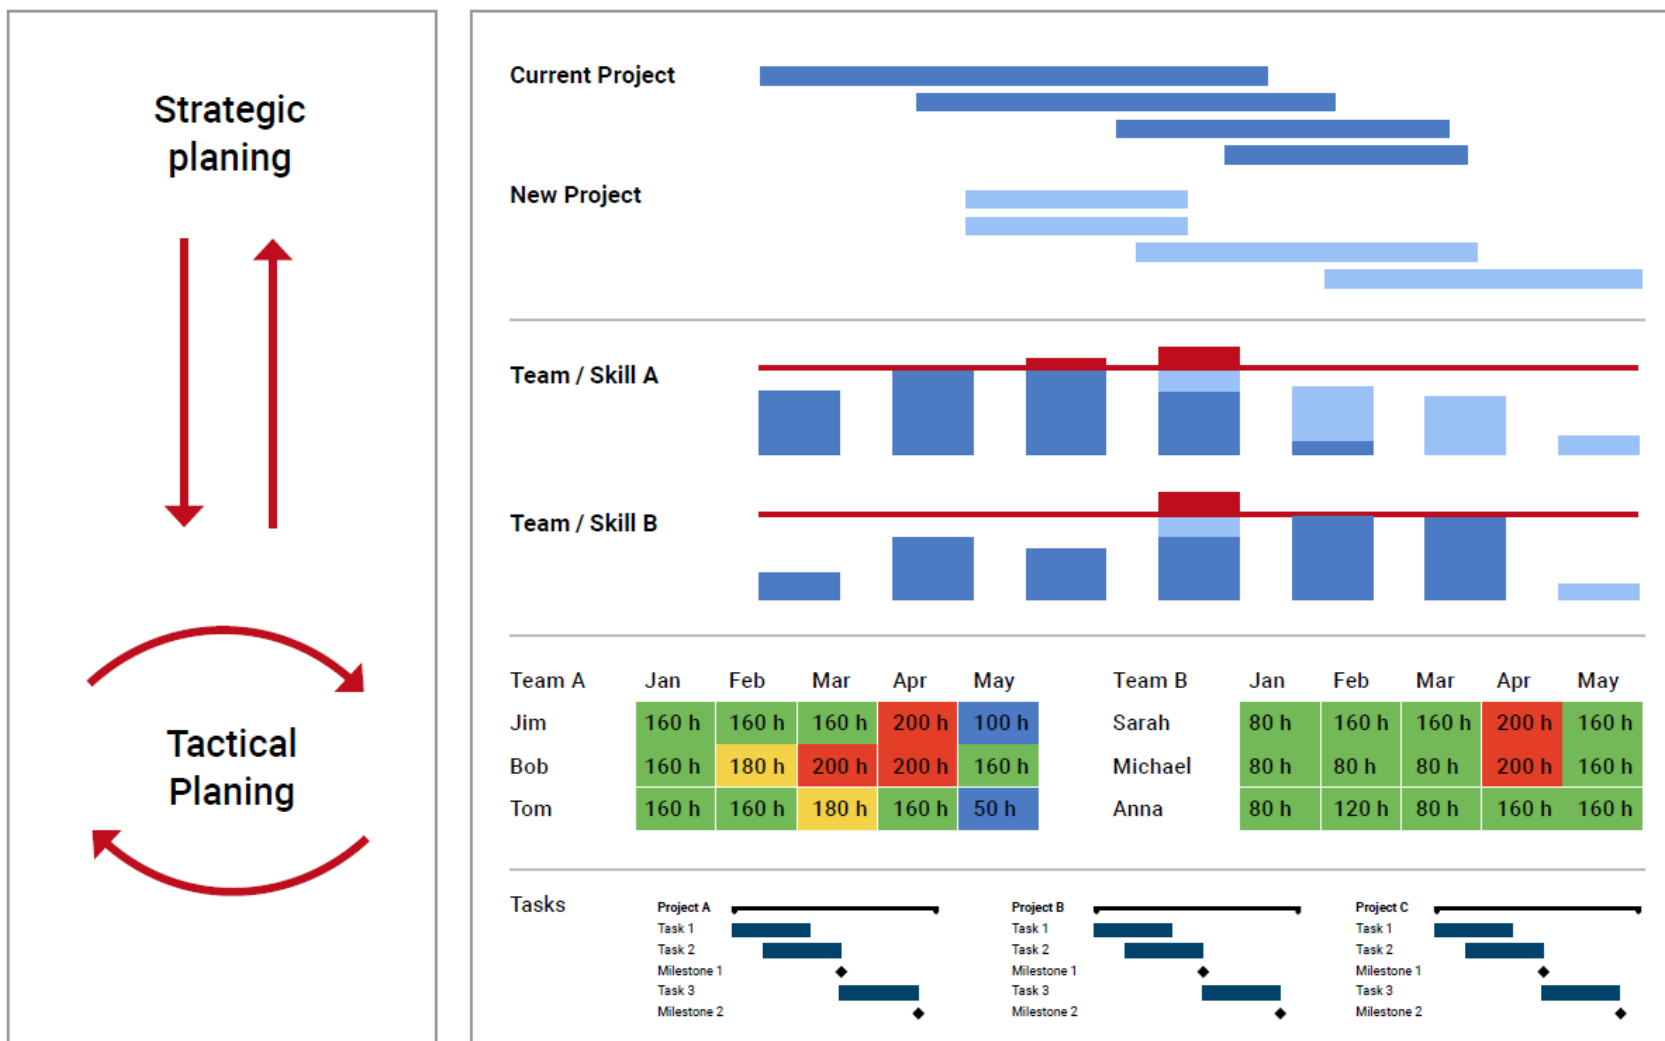 Strategic
planing
Tactical
Planing
Current Project
New Project
Team / Skill A
Team / Skill B
Team A Jan Feb Mar Apr May
Jim 160 h 160 h 160 h 200 h 100 h
Bob 160 h 180 h 200 h 200 h 160 h
Tom 160 h 160 h 180 h 160 h 50 h
Team B Jan Feb Mar Apr May
Sarah 80 h 160 h 160 h 200 h 160 h
Michael 80 h 80 h 80 h 200 h 160 h
Anna 80 h 120 h 80 h 160 h 160 h
Tasks
Project A
Task 1
Task 2
Milestone 1
Task 3
Milestone 2
Project B
Task 1
Task 2
Milestone 1
Task 3
Milestone 2
Project C
Task 1
Task 2
Milestone 1
Task 3
Milestone 2